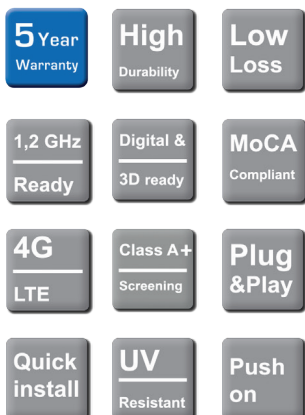 5 Year
Warranty
High
Durability
Low
Loss
1,2 GHz
Ready
Digital &
3D ready
MoCA
Compliant
4G
LTE
Class A+
Screening
Plug
&Play
Quick
install
UV
Resistant
Push
on